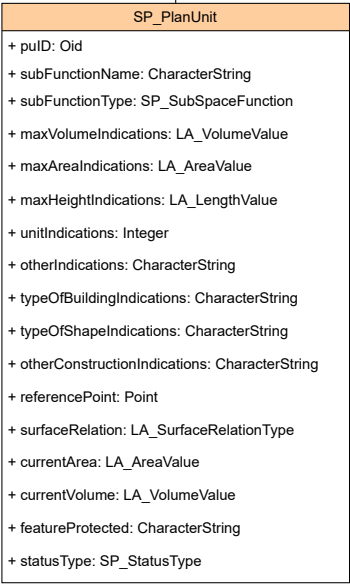 SP_PlanUnit
+ puID: Oid
+ subFunctionName: CharacterString
+ subFunctionType: SP_SubSpaceFunction
+ maxVolumeIndications: LA_VolumeValue
+ maxAreaIndications: LA_AreaValue
+ maxHeightIndications: LA_LengthValue
+ unitIndications: Integer
+ otherIndications: CharacterString
+ typeOfBuildingIndications: CharacterString
+ typeOfShapeIndications: CharacterString
+ otherConstructionIndications: CharacterString
+ referencePoint: Point
+ surfaceRelation: LA_SurfaceRelationType
+ currentArea: LA_AreaValue
+ currentVolume: LA_VolumeValue
+ featureProtected: CharacterString
+ statusType: SP_StatusType